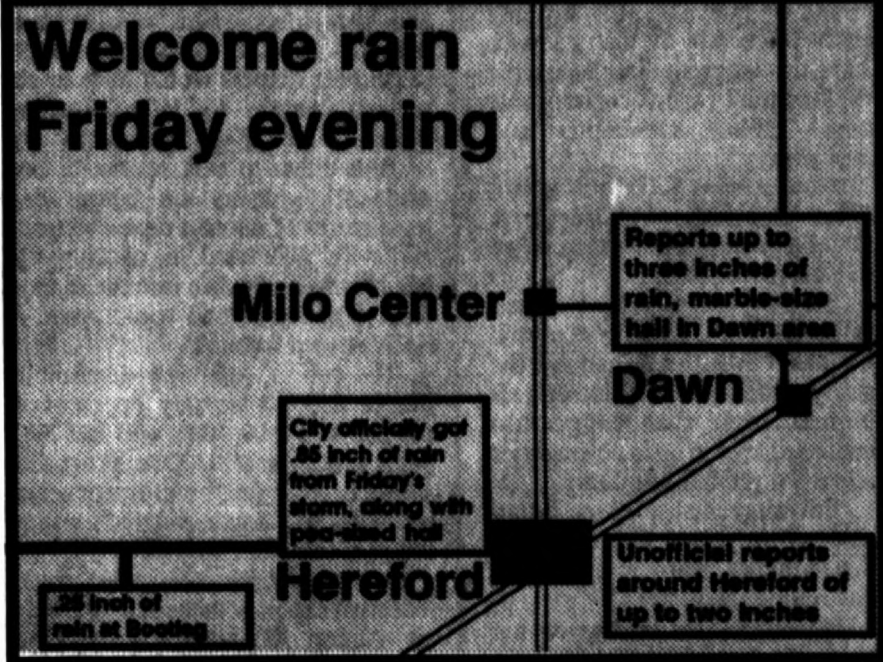 Welcome rain
Friday evening
Reports up to
three inches of
rain, marble-size
hail in Dawn area
Milo Center
Dawn
City officially got
.85 inch of rain
from Friday's
storm, along with
pea-sized hail
Hereford
Unofficial reports
around Hereford of
up to two inches
.25 inch of
rain at Bootleg